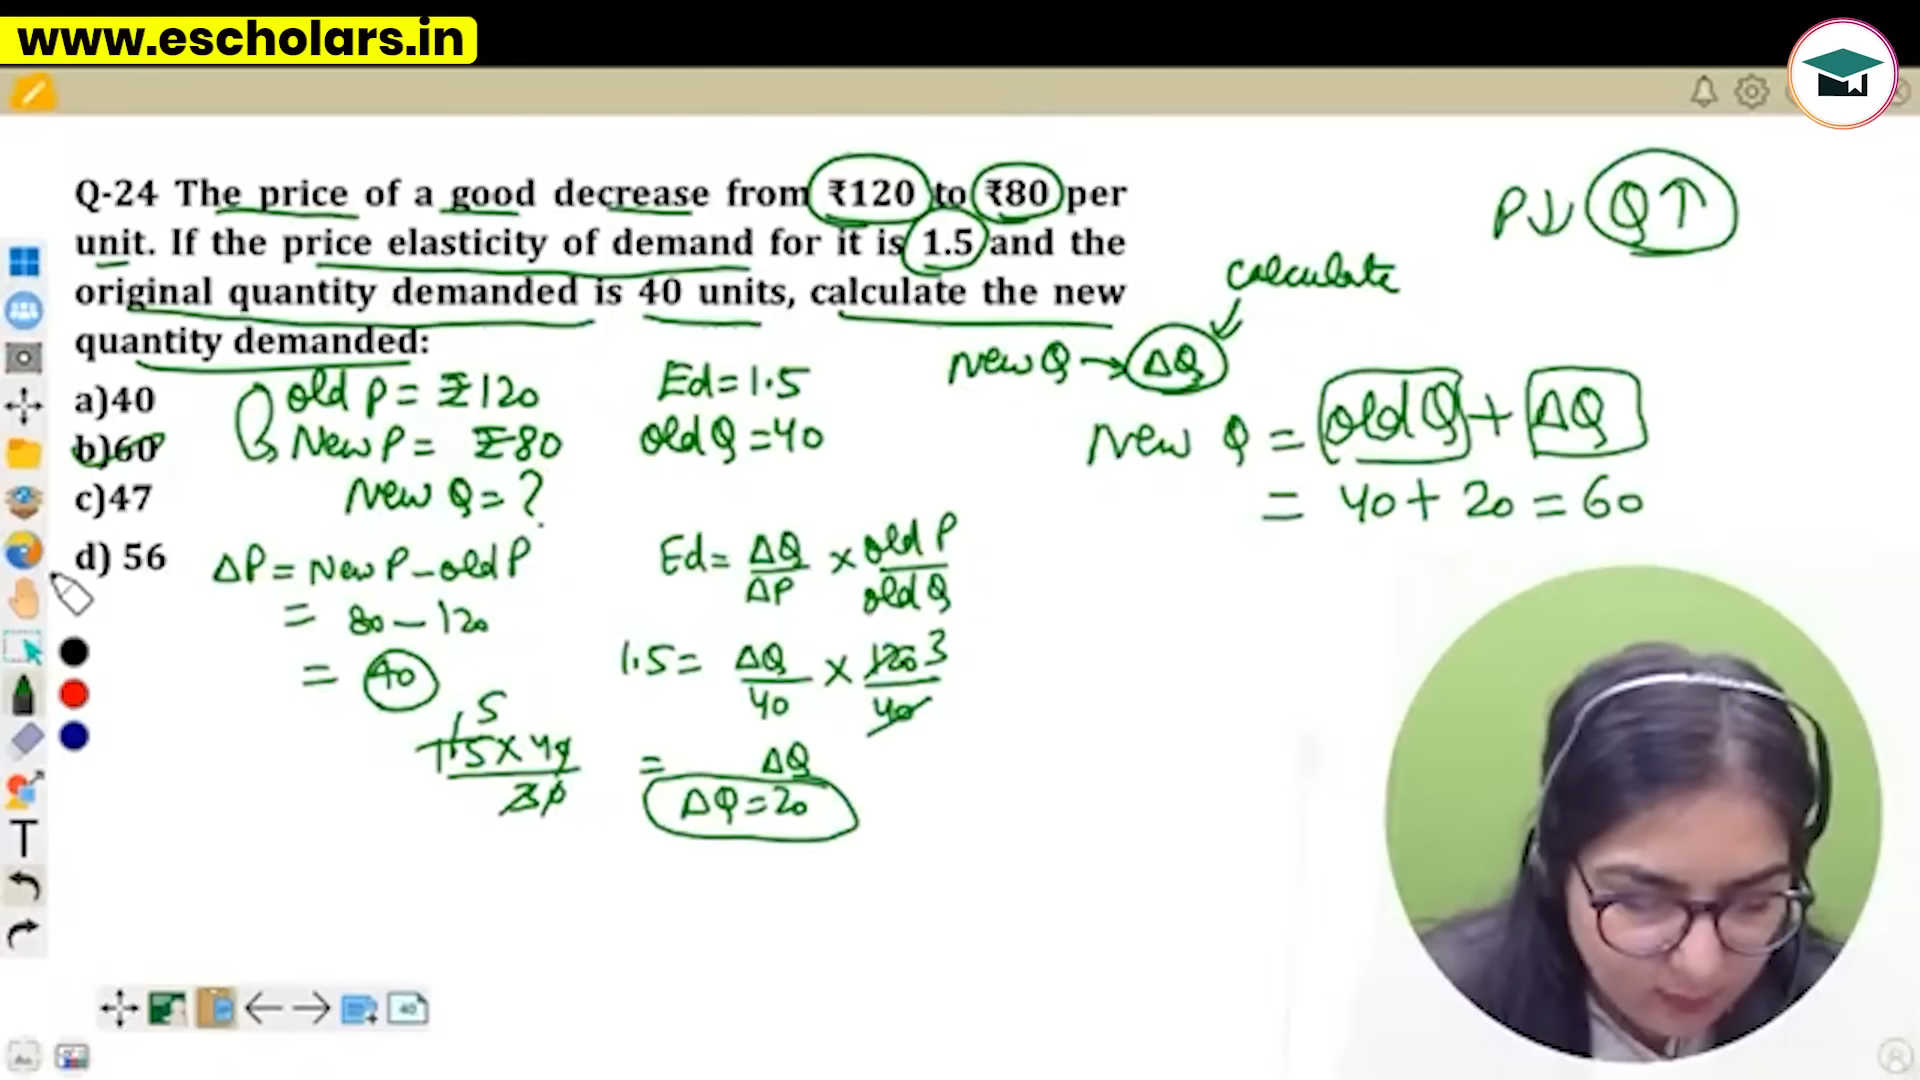 www.escholars.in
Q-24 The price of a good decrease from ₹120 to ₹80 per
unit. If the price elasticity of demand for it is 1.5 and the
original quantity demanded is 40 units, calculate the new
quantity demanded:
a)40
b)60
c)47
d) 56
P↓ Q↑
calculate
New Q → ΔQ
old P = ₹120
New P = ₹80
New Q = ?
Ed = 1.5
old Q = 40
New Q = old Q + ΔQ
= 40 + 20 = 60
ΔP = New P - old P
= 80 - 120
= 40
Ed = ΔQ/ΔP × old P/old Q
1.5 = ΔQ/40 × 120/40 3
= ΔQ
ΔQ = 20
T
40